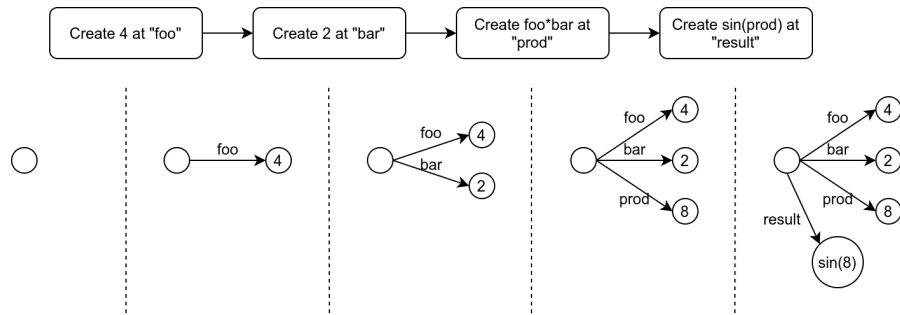 Create 4 at "foo"
Create 2 at "bar"
Create foo*bar at
"prod"
Create sin(prod) at
"result"
foo
4
foo
4
bar
2
foo
4
bar
2
prod
8
foo
4
bar
2
prod
8
result
sin(8)